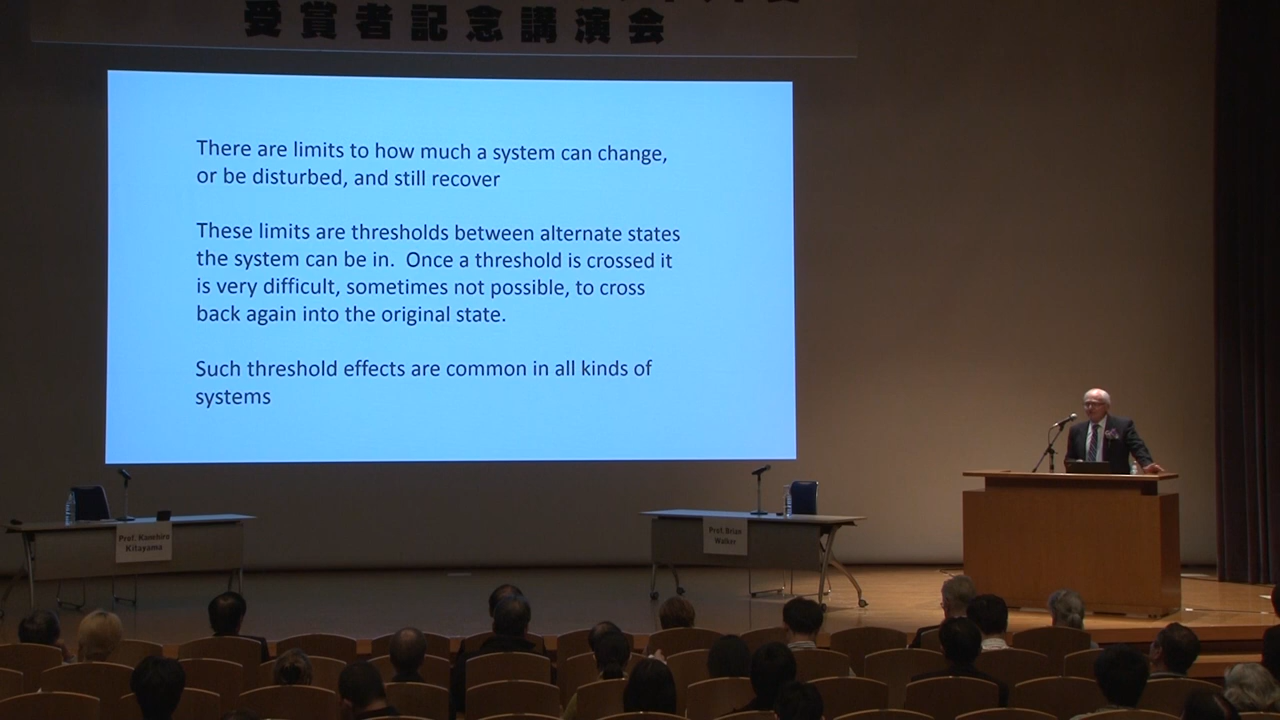 受賞者記念講演会
There are limits to how much a system can change,
or be disturbed, and still recover
These limits are thresholds between alternate states
the system can be in. Once a threshold is crossed it
is very difficult, sometimes not possible, to cross
back again into the original state.
Such threshold effects are common in all kinds of
systems
Prof. Kanehiro
Kitayama
Prof. Brian
Walker